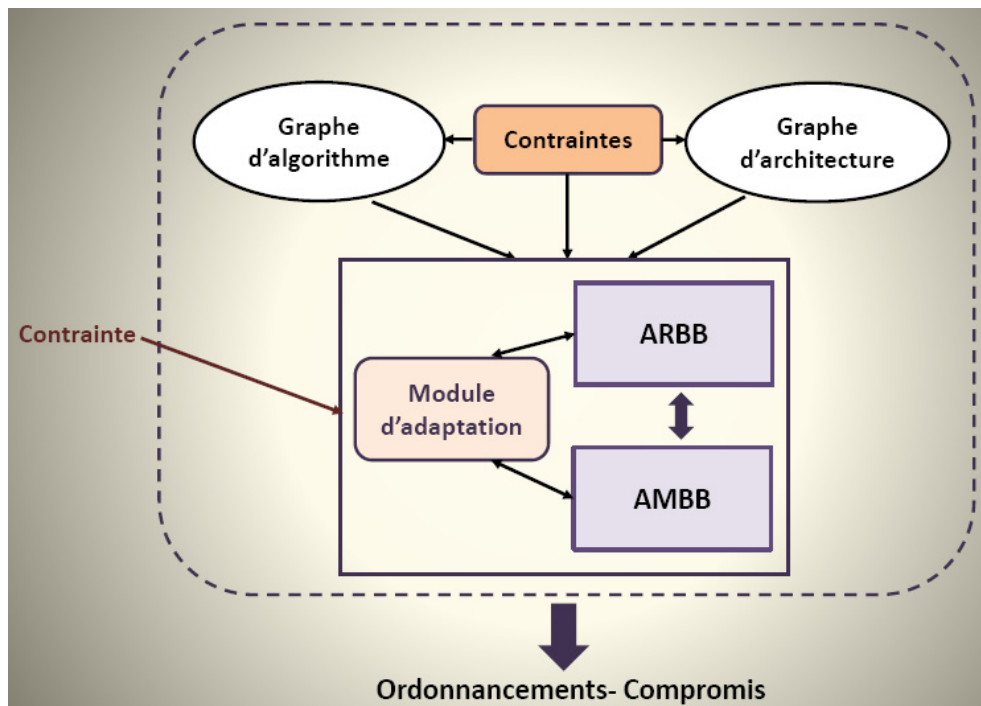 Graphe
d'algorithme
Contraintes
Graphe
d'architecture
Contrainte
ARBB
Module
d'adaptation
AMBB
Ordonnancements- Compromis